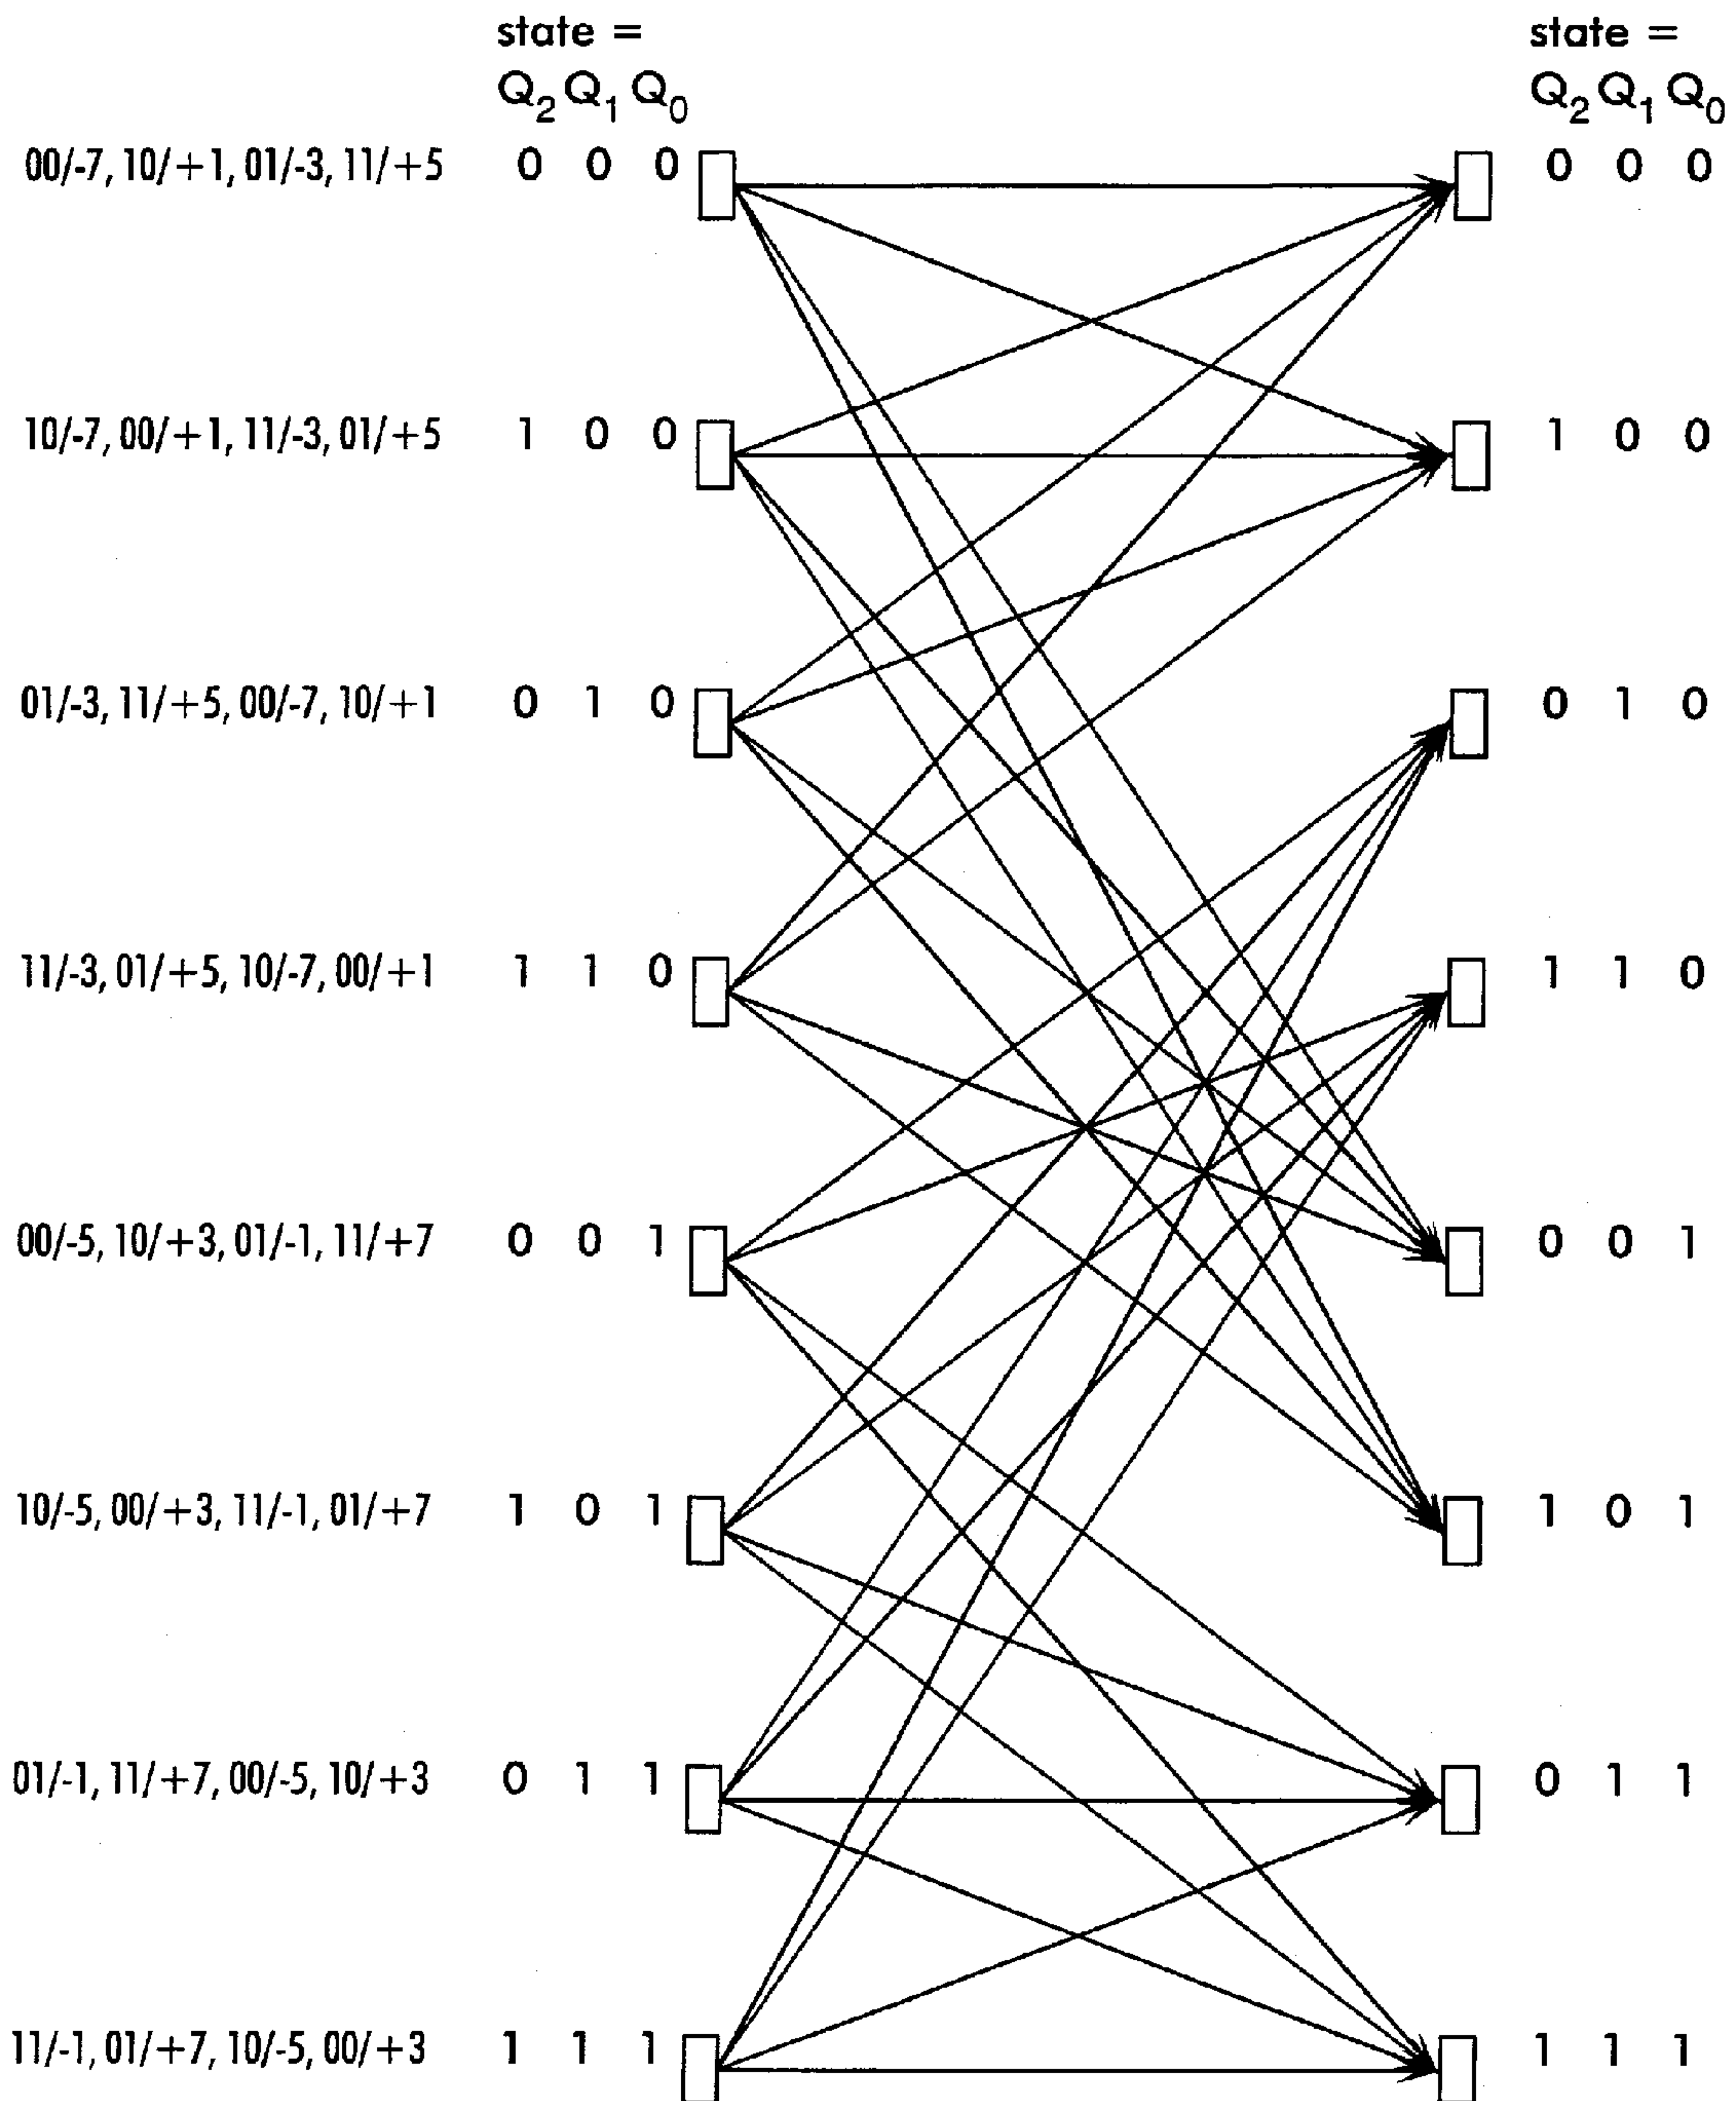 state = state =
Q2 Q1 Q0 Q2 Q1 Q0
00/-7, 10/+1, 01/-3, 11/+5 0 0 0 0 0 0
10/-7, 00/+1, 11/-3, 01/+5 1 0 0 1 0 0
01/-3, 11/+5, 00/-7, 10/+1 0 1 0 0 1 0
11/-3, 01/+5, 10/-7, 00/+1 1 1 0 1 1 0
00/-5, 10/+3, 01/-1, 11/+7 0 0 1 0 0 1
10/-5, 00/+3, 11/-1, 01/+7 1 0 1 1 0 1
01/-1, 11/+7, 00/-5, 10/+3 0 1 1 0 1 1
11/-1, 01/+7, 10/-5, 00/+3 1 1 1 1 1 1